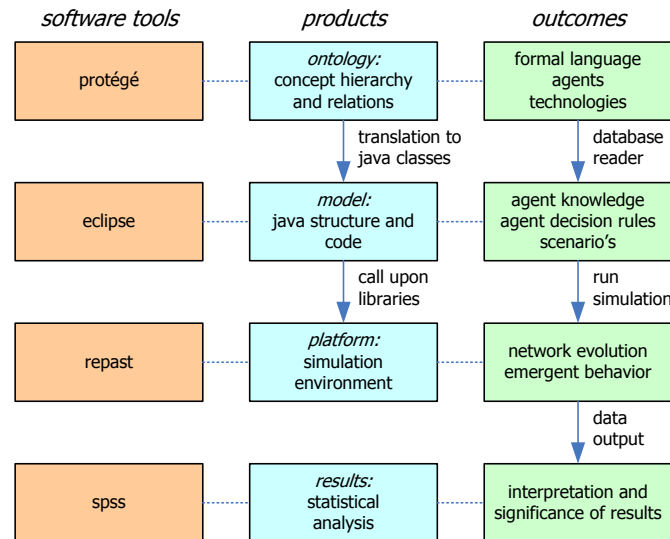 software tools
products
outcomes
protégé
ontology:
concept hierarchy
and relations
formal language
agents
technologies
translation to
java classes
database
reader
eclipse
model:
java structure and
code
agent knowledge
agent decision rules
scenario's
call upon
libraries
run
simulation
repast
platform:
simulation
environment
network evolution
emergent behavior
data
output
spss
results:
statistical
analysis
interpretation and
significance of results